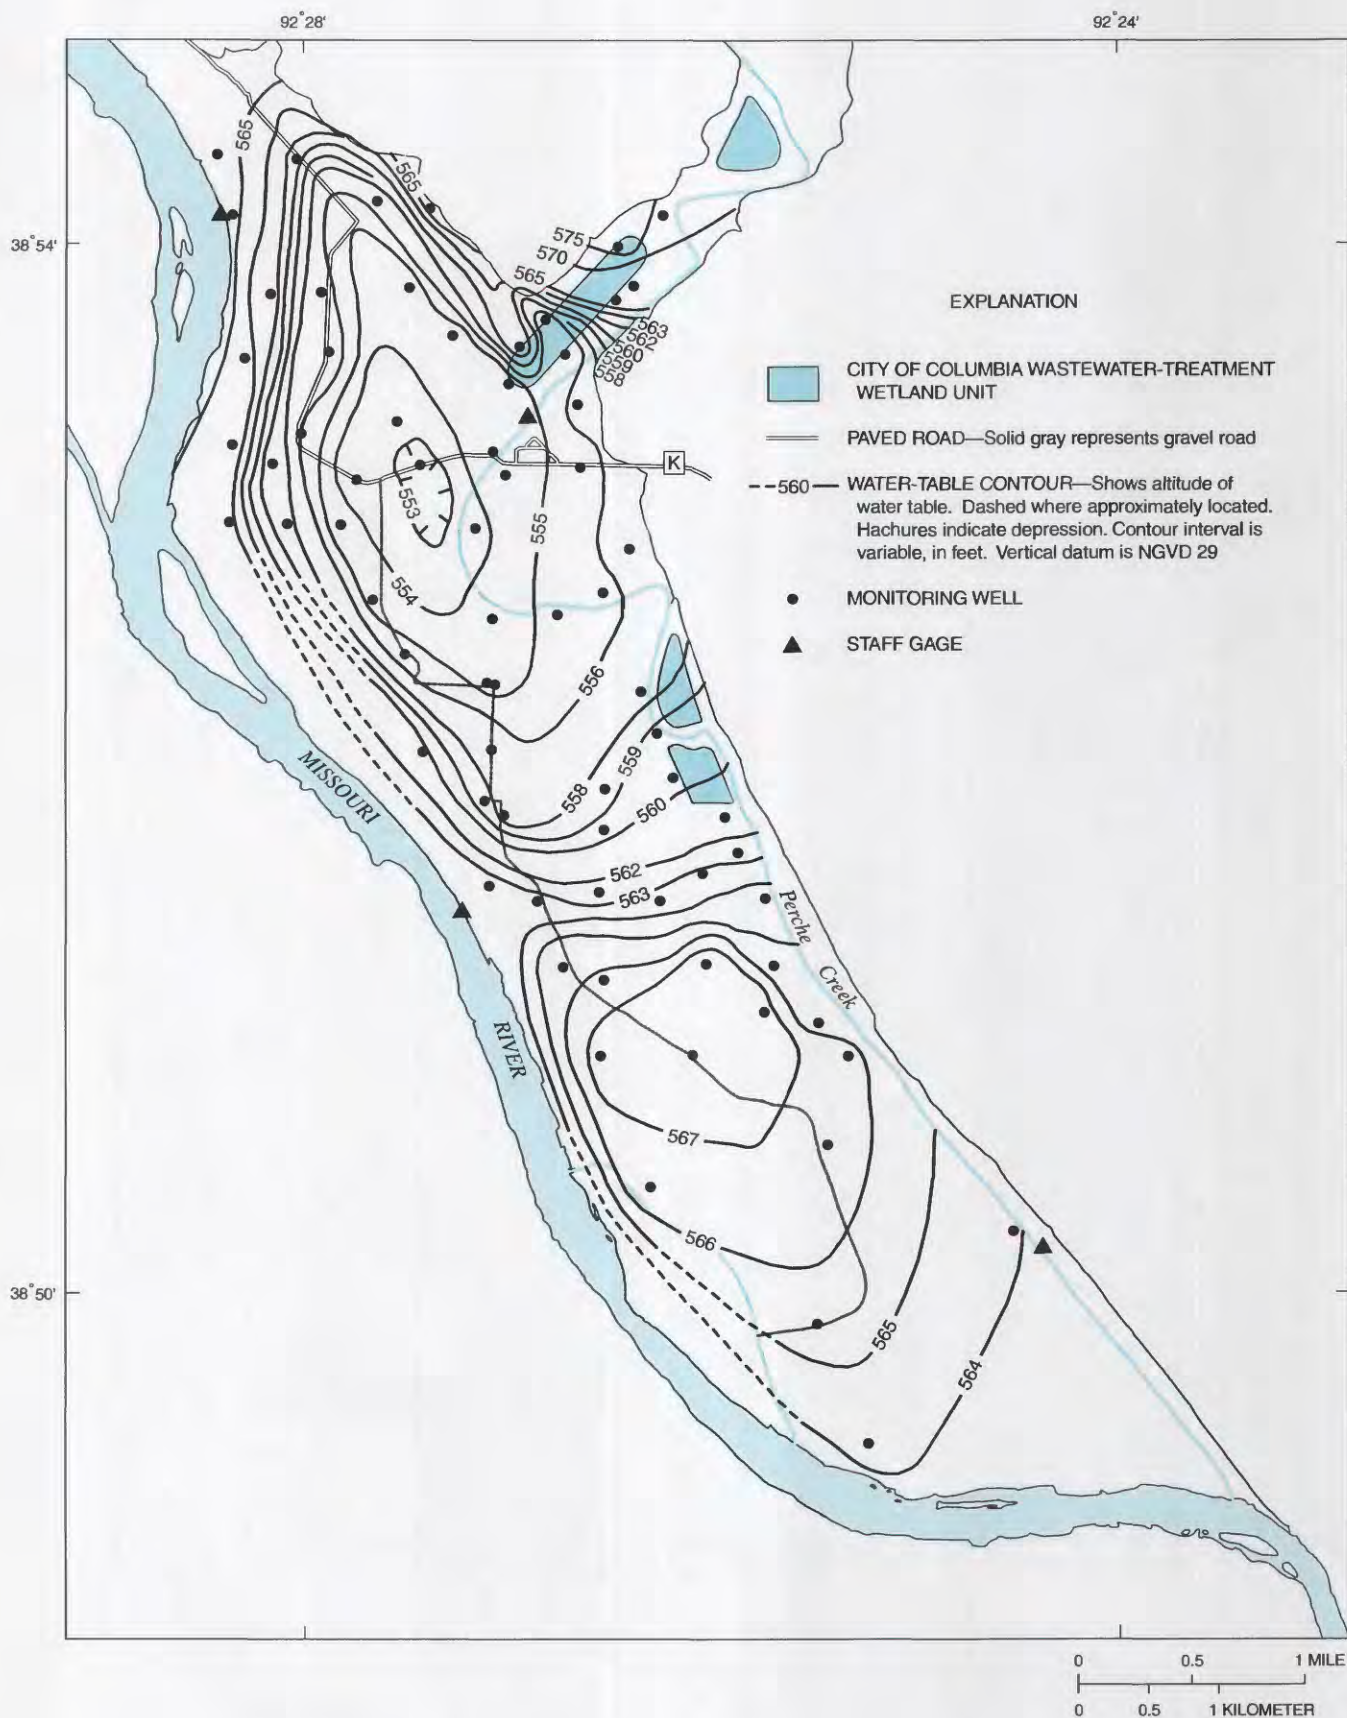 92°28'
92°24'
38°54'
38°50'
565
565
575
570
565
563
562
560
559
558
553
555
554
556
558
559
560
562
563
567
566
565
564
K
MISSOURI
RIVER
Perche
Creek
EXPLANATION
CITY OF COLUMBIA WASTEWATER-TREATMENT
WETLAND UNIT
PAVED ROAD—Solid gray represents gravel road
560
WATER-TABLE CONTOUR—Shows altitude of
water table. Dashed where approximately located.
Hachures indicate depression. Contour interval is
variable, in feet. Vertical datum is NGVD 29
MONITORING WELL
STAFF GAGE
0 0.5 1 MILE
0 0.5 1 KILOMETER